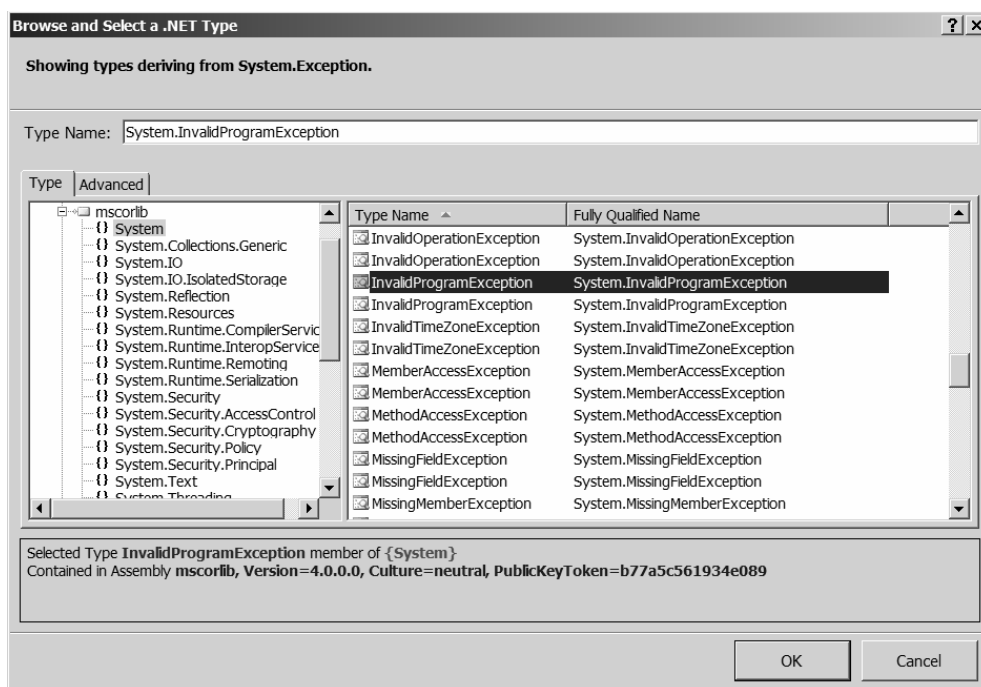 Browse and Select a .NET Type
Showing types deriving from System.Exception.
Type Name: System.InvalidProgramException
Type Advanced
mscorlib
{} System
{} System.Collections.Generic
{} System.IO
{} System.IO.IsolatedStorage
{} System.Reflection
{} System.Resources
{} System.Runtime.CompilerServic
{} System.Runtime.InteropService
{} System.Runtime.Remoting
{} System.Runtime.Serialization
{} System.Security
{} System.Security.AccessControl
{} System.Security.Cryptography
{} System.Security.Policy
{} System.Security.Principal
{} System.Text
{} System.Threading
Type Name Fully Qualified Name
InvalidOperationException System.InvalidOperationException
InvalidOperationException System.InvalidOperationException
InvalidProgramException System.InvalidProgramException
InvalidProgramException System.InvalidProgramException
InvalidTimeZoneException System.InvalidTimeZoneException
InvalidTimeZoneException System.InvalidTimeZoneException
MemberAccessException System.MemberAccessException
MemberAccessException System.MemberAccessException
MethodAccessException System.MethodAccessException
MethodAccessException System.MethodAccessException
MissingFieldException System.MissingFieldException
MissingFieldException System.MissingFieldException
MissingMemberException System.MissingMemberException
Selected Type InvalidProgramException member of {System}
Contained in Assembly mscorlib, Version=4.0.0.0, Culture=neutral, PublicKeyToken=b77a5c561934e089
OK Cancel